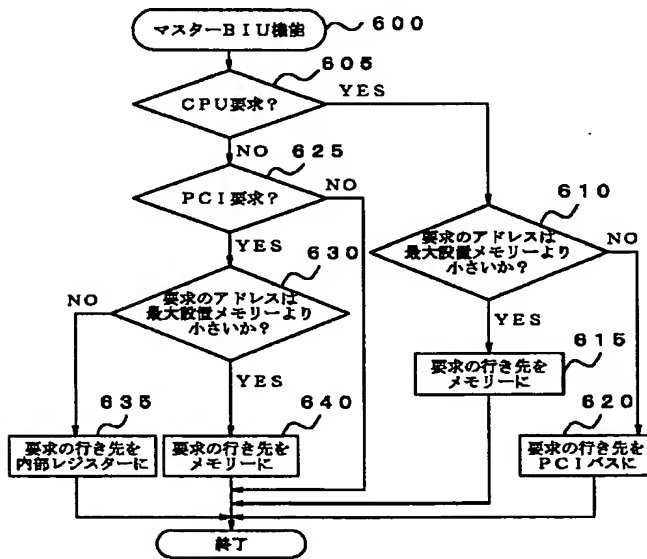 マスターBIU機能
600
605
CPU要求?
YES
NO
625
PCI要求?
NO
YES
610
要求のアドレスは
最大設置メモリーより
小さいか?
NO
YES
630
要求のアドレスは
最大設置メモリーより
小さいか?
NO
YES
615
要求の行き先を
メモリーに
635
要求の行き先を
内部レジスターに
640
要求の行き先を
メモリーに
620
要求の行き先を
PCIバスに
終了